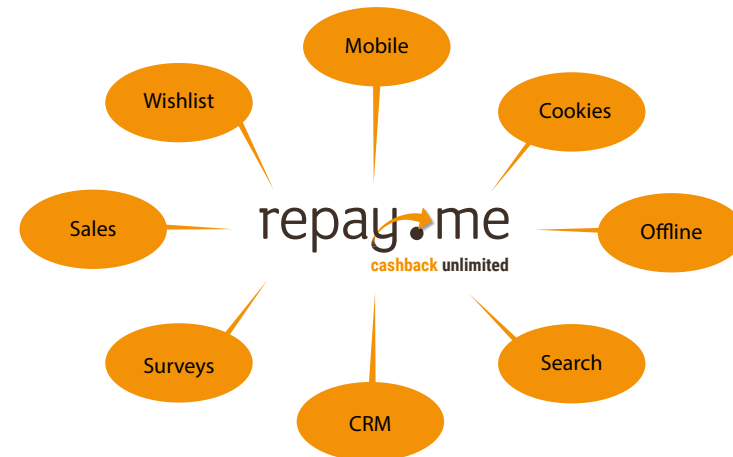 Mobile
Wishlist
Cookies
Sales
repay.me
Offline
cashback unlimited
Surveys
Search
CRM